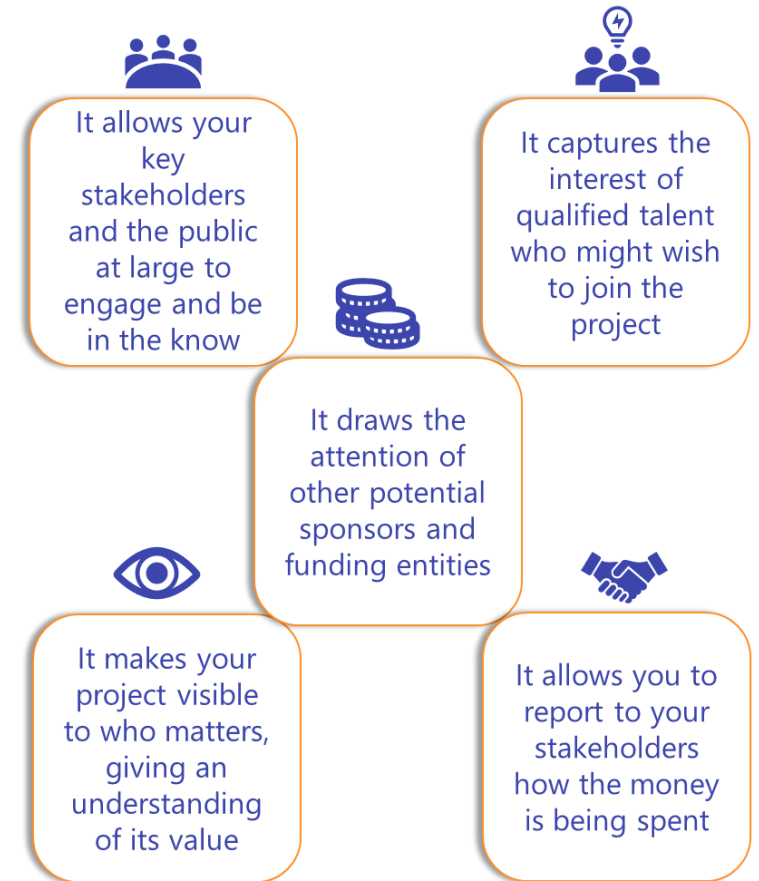 It allows your
key
stakeholders
and the public
at large to
engage and be
in the know
It captures the
interest of
qualified talent
who might wish
to join the
project
It draws the
attention of
other potential
sponsors and
funding entities
It makes your
project visible
to who matters,
giving an
understanding
of its value
It allows you to
report to your
stakeholders
how the money
is being spent